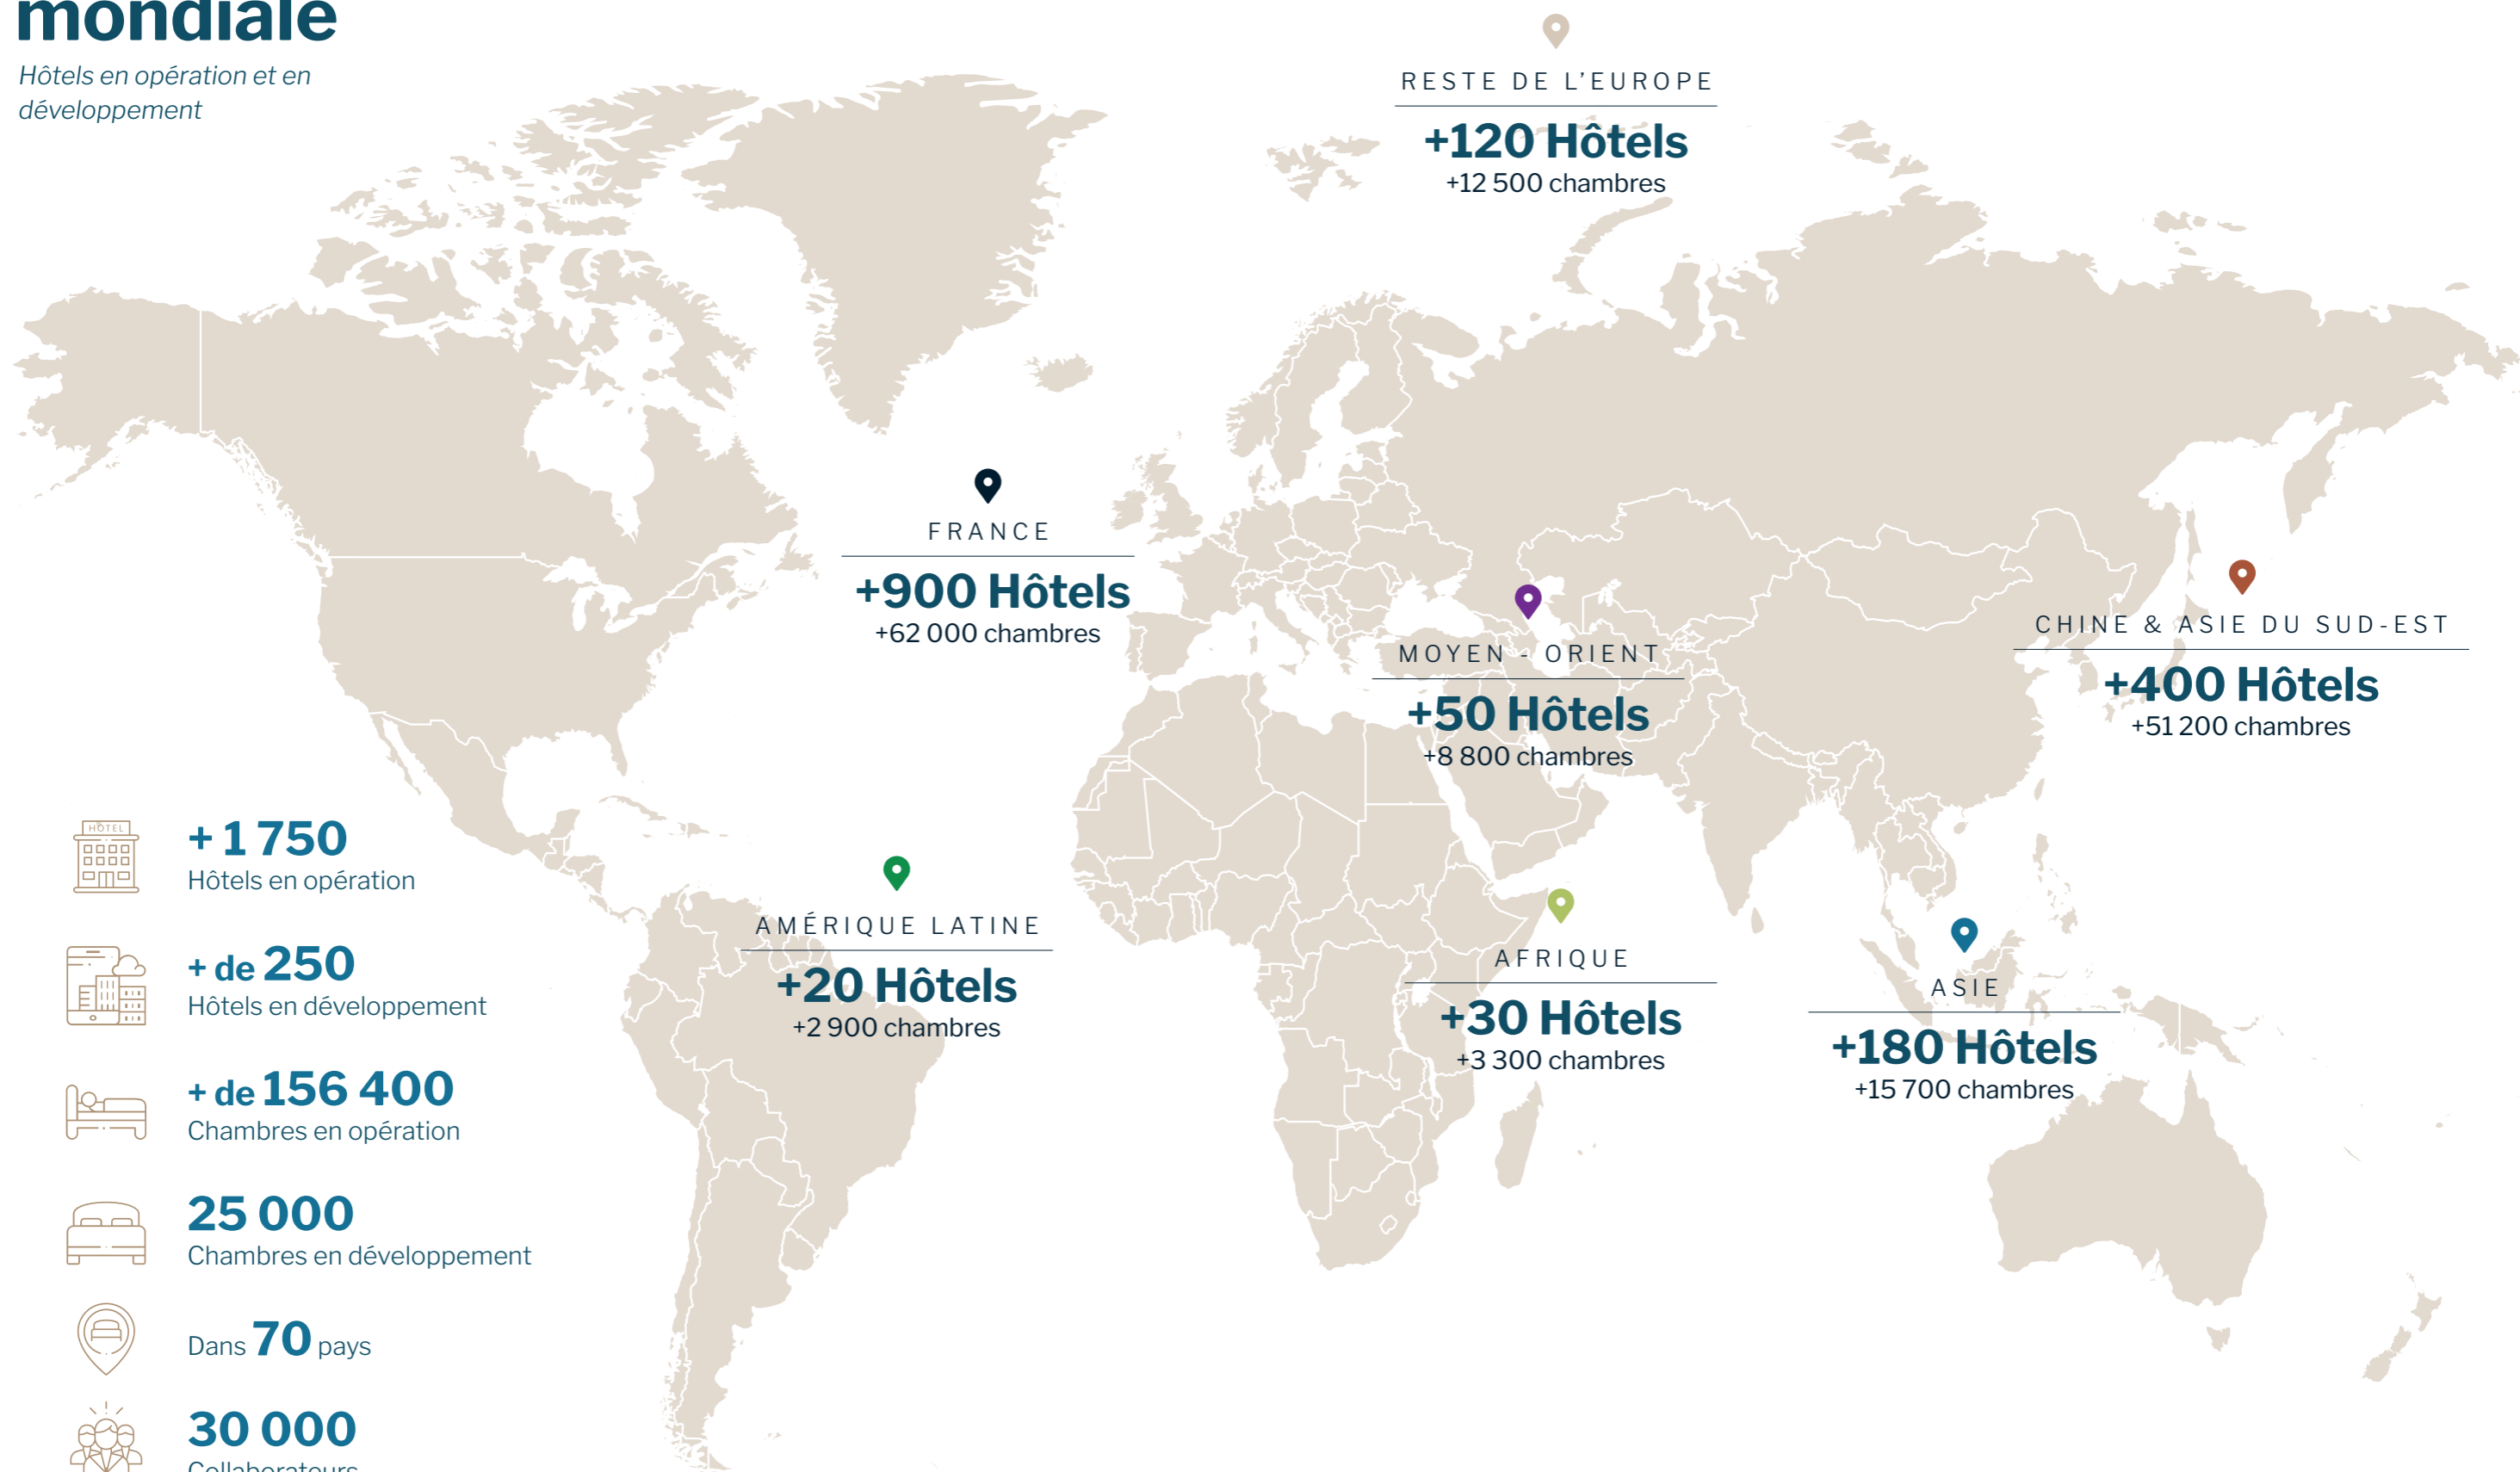 mondiale
Hôtels en opération et en
développement
RESTE DE L’EUROPE
+120 Hôtels
+12 500 chambres
FRANCE
+900 Hôtels
+62 000 chambres
MOYEN - ORIENT
+50 Hôtels
+8 800 chambres
CHINE & ASIE DU SUD-EST
+400 Hôtels
+51 200 chambres
AMÉRIQUE LATINE
+20 Hôtels
+2 900 chambres
AFRIQUE
+30 Hôtels
+3 300 chambres
ASIE
+180 Hôtels
+15 700 chambres
HOTEL
+ 1 750
Hôtels en opération
+ de 250
Hôtels en développement
+ de 156 400
Chambres en opération
25 000
Chambres en développement
Dans 70 pays
30 000
Collaborateurs